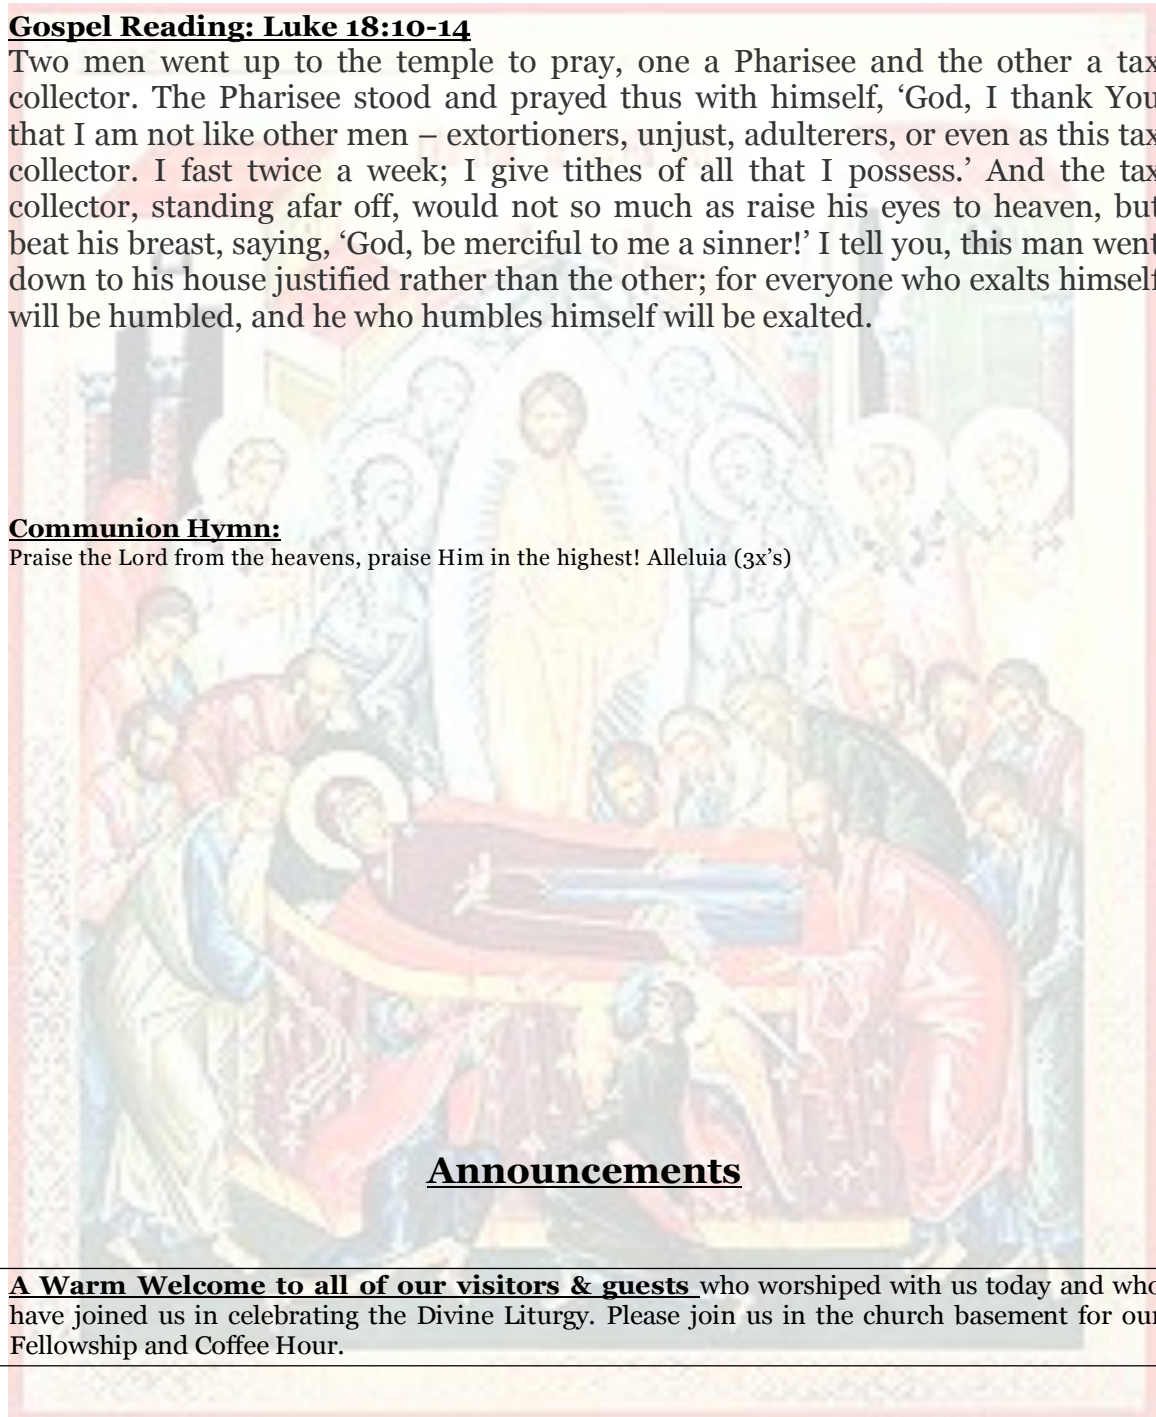 Gospel Reading: Luke 18:10-14
Two men went up to the temple to pray, one a Pharisee and the other a tax
collector. The Pharisee stood and prayed thus with himself, ‘God, I thank You
that I am not like other men – extortioners, unjust, adulterers, or even as this tax
collector. I fast twice a week; I give tithes of all that I possess.’ And the tax
collector, standing afar off, would not so much as raise his eyes to heaven, but
beat his breast, saying, ‘God, be merciful to me a sinner!’ I tell you, this man went
down to his house justified rather than the other; for everyone who exalts himself
will be humbled, and he who humbles himself will be exalted.
Communion Hymn:
Praise the Lord from the heavens, praise Him in the highest! Alleluia (3x’s)
Announcements
A Warm Welcome to all of our visitors & guests who worshiped with us today and who
have joined us in celebrating the Divine Liturgy. Please join us in the church basement for our
Fellowship and Coffee Hour.